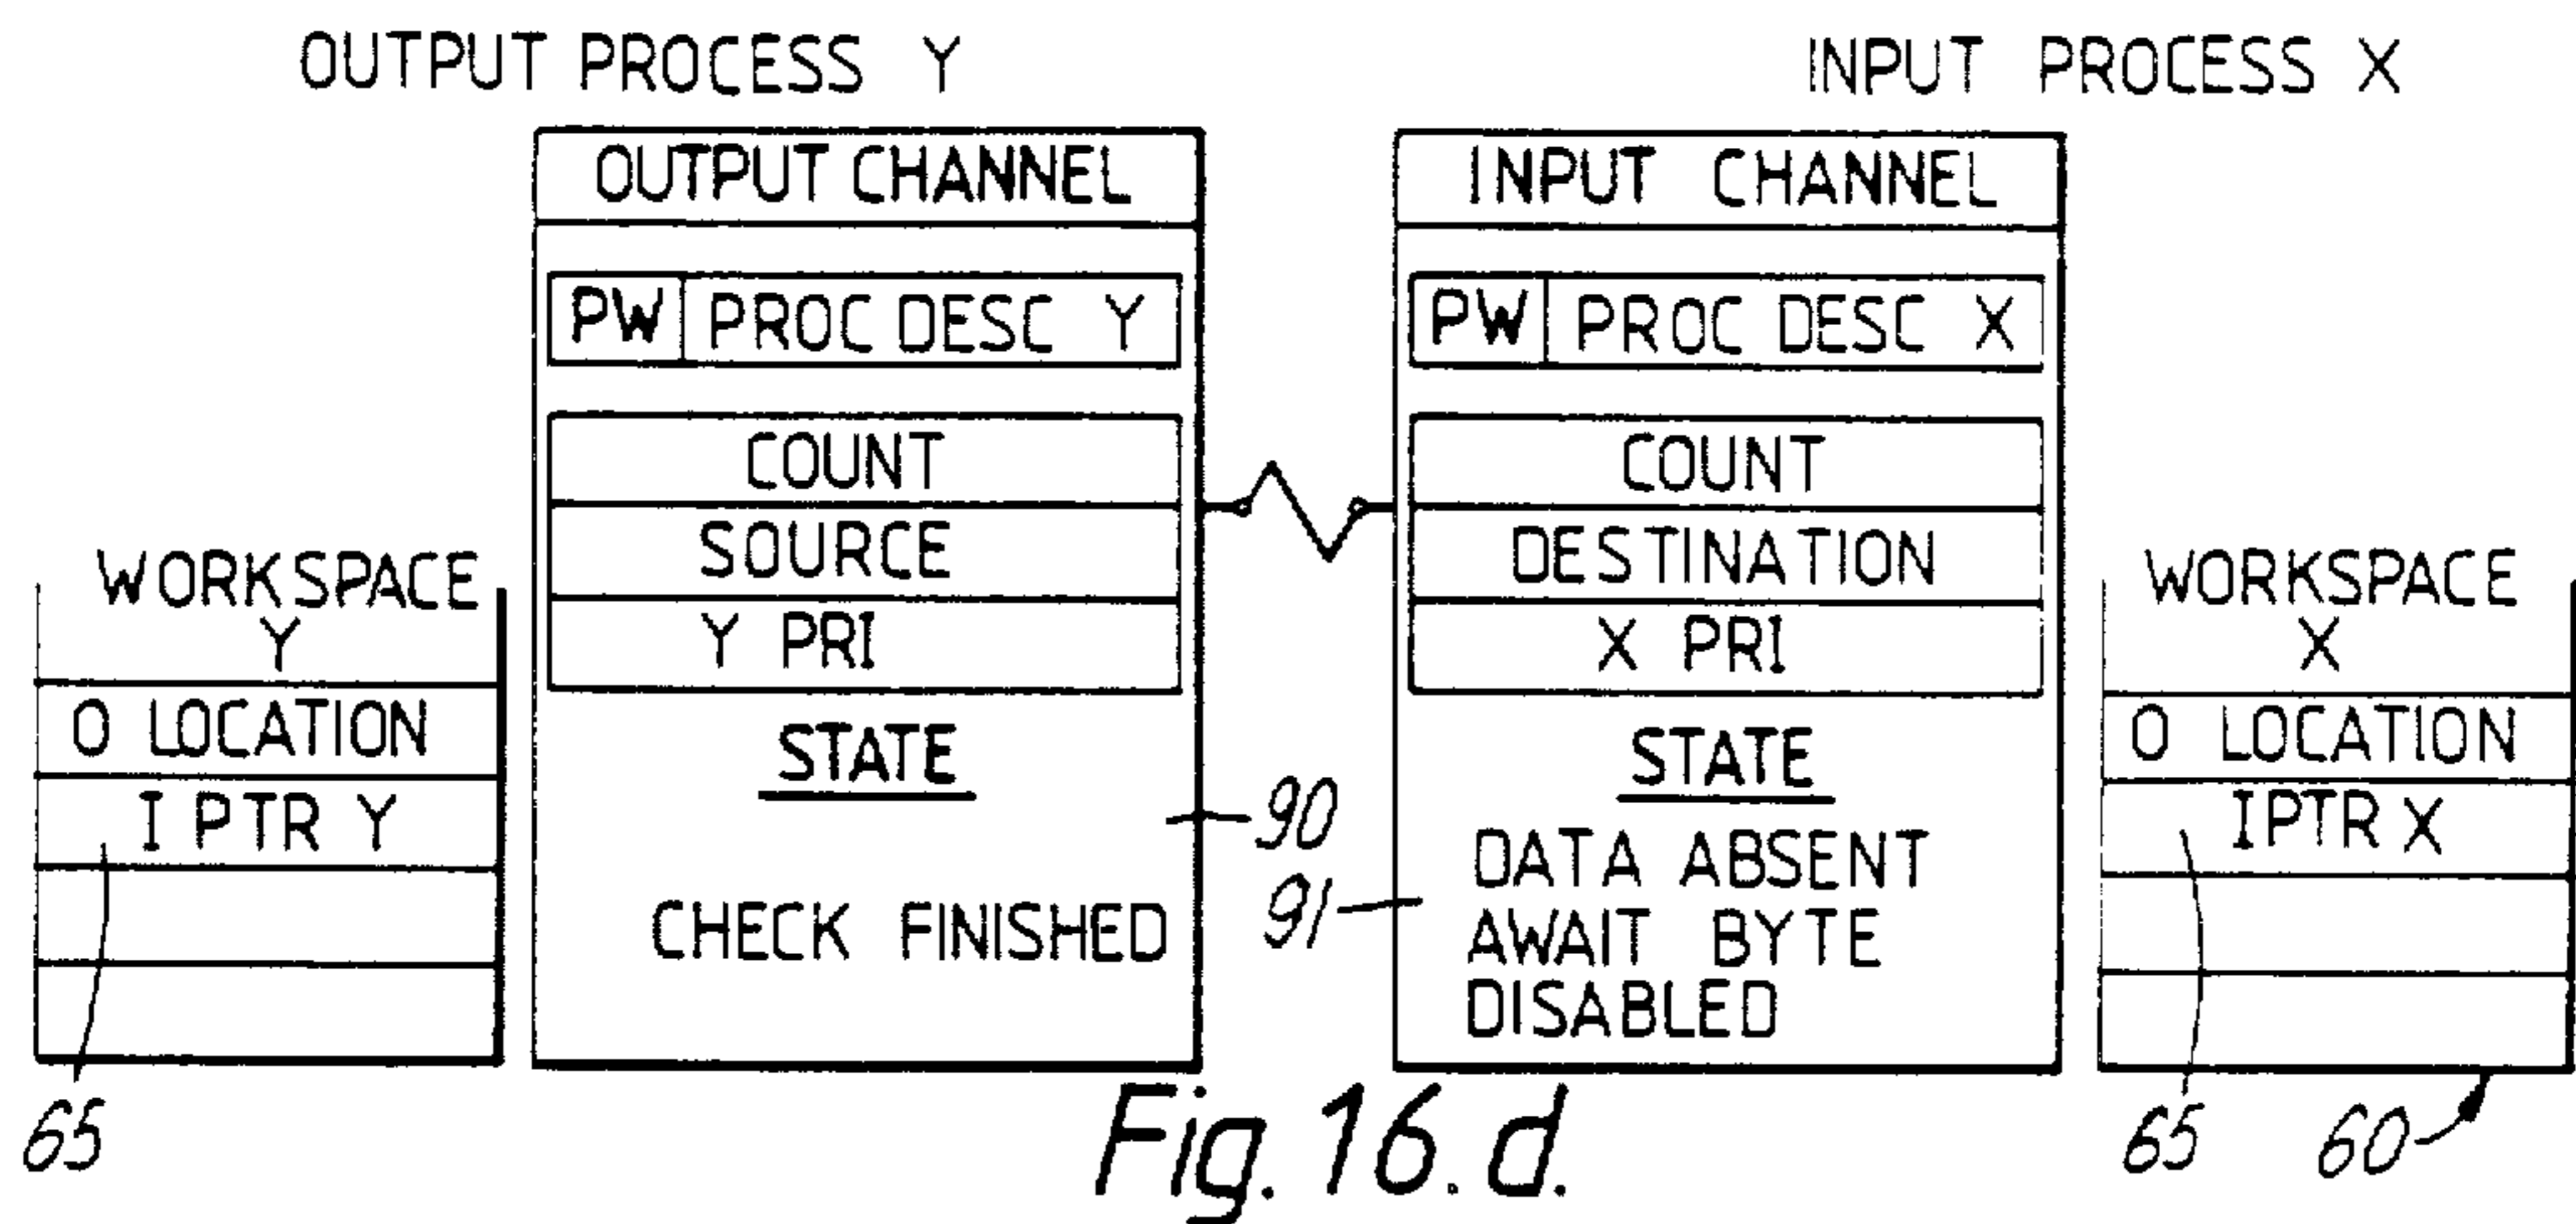 OUTPUT PROCESS Y
INPUT PROCESS X
OUTPUT CHANNEL
PW PROC DESC Y
COUNT
SOURCE
Y PRI
STATE
CHECK FINISHED
90
INPUT CHANNEL
PW PROC DESC X
COUNT
DESTINATION
X PRI
STATE
DATA ABSENT
AWAIT BYTE
DISABLED
91
WORKSPACE
Y
O LOCATION
I PTR Y
65
WORKSPACE
X
O LOCATION
IPTR X
65
60
Fig. 16. d.